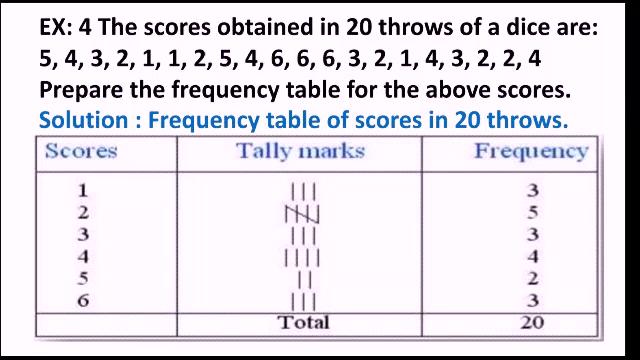 EX: 4 The scores obtained in 20 throws of a dice are:
5, 4, 3, 2, 1, 1, 2, 5, 4, 6, 6, 6, 3, 2, 1, 4, 3, 2, 2, 4
Prepare the frequency table for the above scores.
Solution : Frequency table of scores in 20 throws.
Scores Tally marks Frequency
1 ||| 3
2 𝍸 5
3 ||| 3
4 |||| 4
5 || 2
6 ||| 3
Total 20